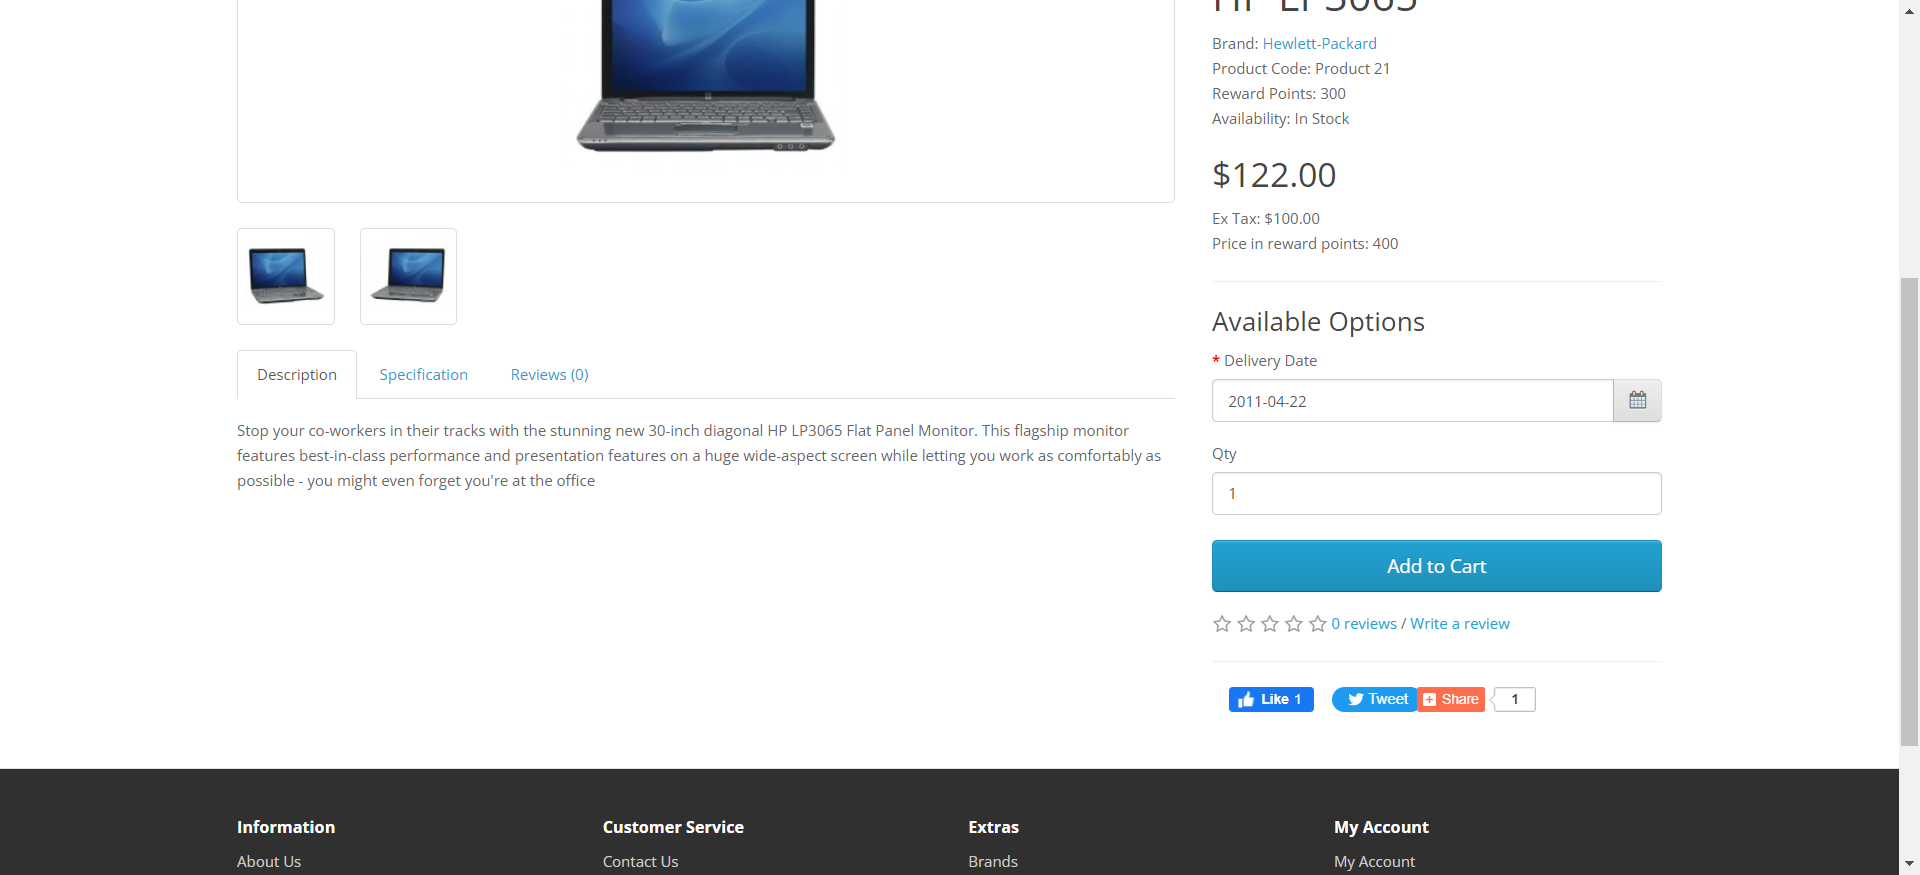 HP LP3065
Brand: Hewlett-Packard
Product Code: Product 21
Reward Points: 300
Availability: In Stock
$122.00
Ex Tax: $100.00
Price in reward points: 400
Available Options
* Delivery Date
2011-04-22
Qty
1
Add to Cart
0 reviews / Write a review
Like 1
Tweet
Share
1
Description
Specification
Reviews (0)
Stop your co-workers in their tracks with the stunning new 30-inch diagonal HP LP3065 Flat Panel Monitor. This flagship monitor
features best-in-class performance and presentation features on a huge wide-aspect screen while letting you work as comfortably as
possible - you might even forget you're at the office
Information
About Us
Customer Service
Contact Us
Extras
Brands
My Account
My Account